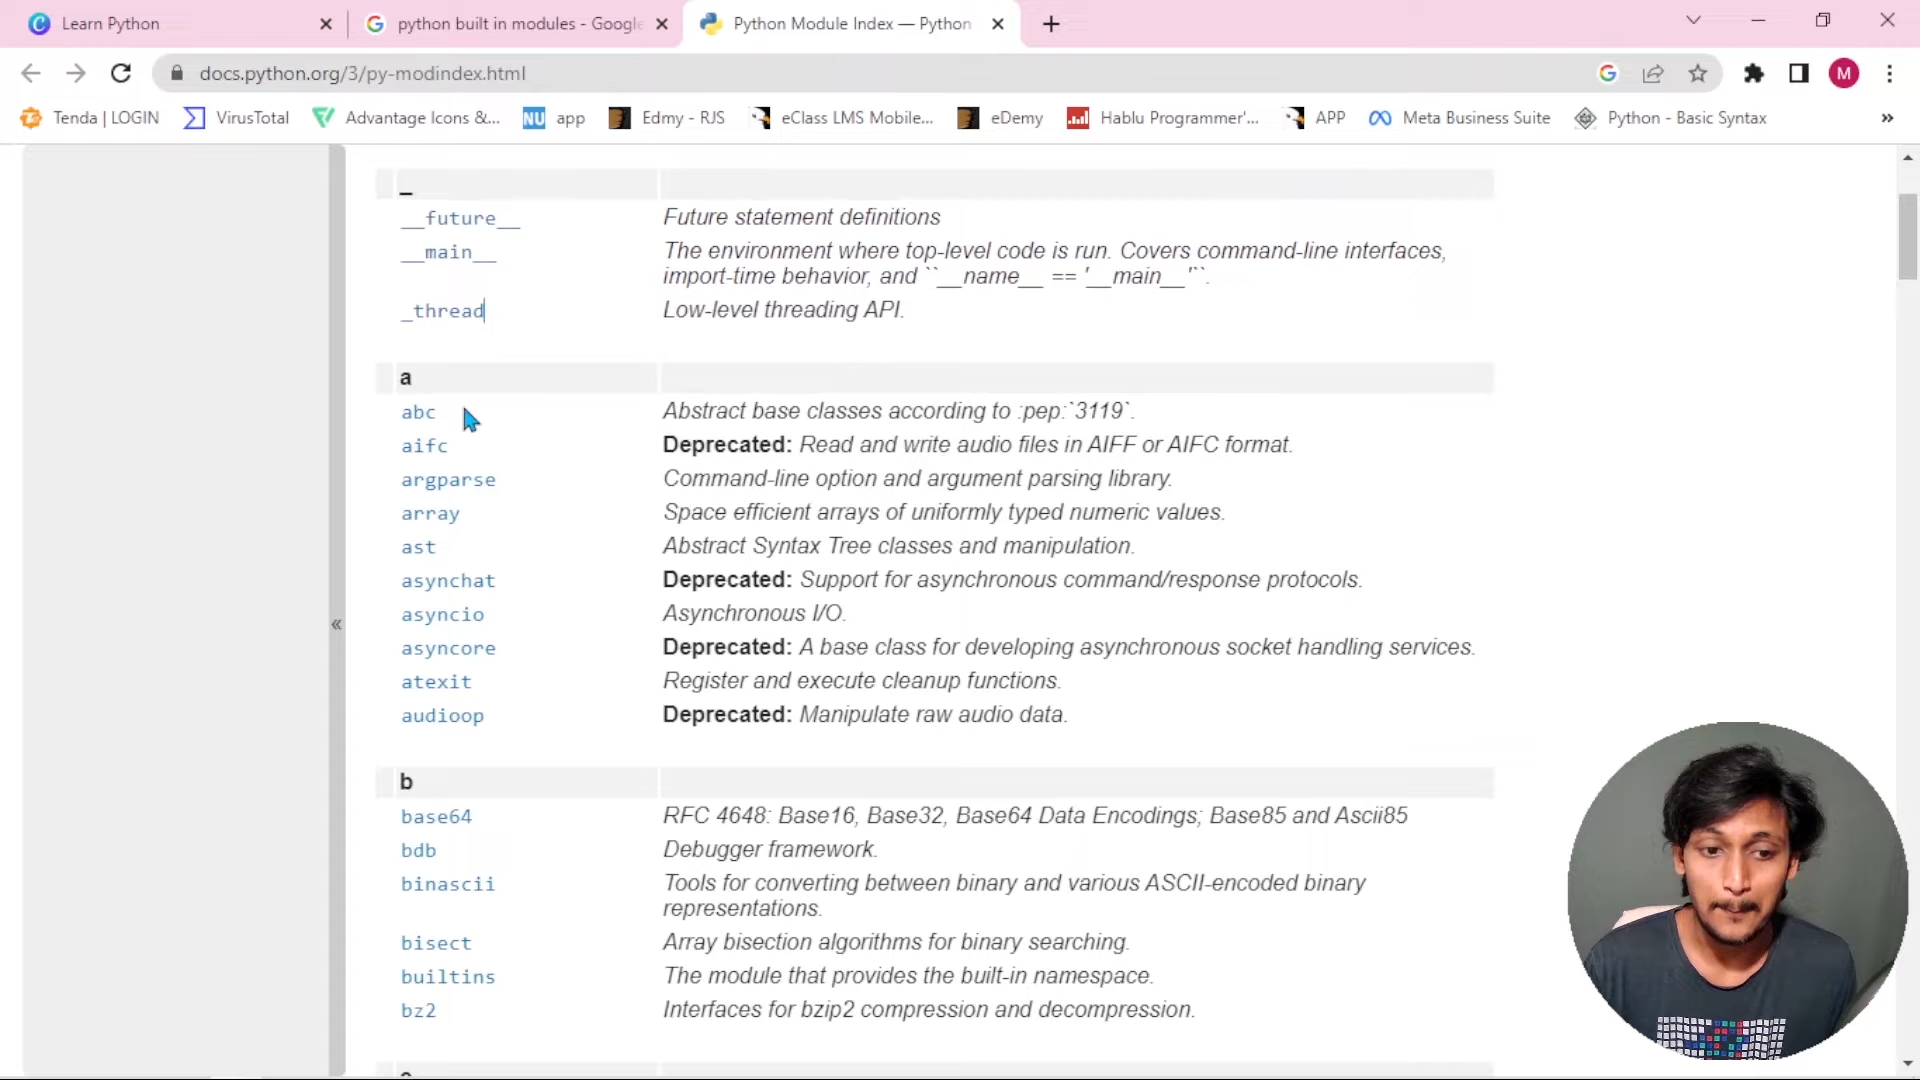 Learn Python
python built in modules - Google
Python Module Index — Python
docs.python.org/3/py-modindex.html
M
Tenda | LOGIN
VirusTotal
Advantage Icons &...
NU
app
Edmy - RJS
eClass LMS Mobile...
eDemy
Hablu Programmer'...
APP
Meta Business Suite
Python - Basic Syntax
»
_
__future__ Future statement definitions
__main__ The environment where top-level code is run. Covers command-line interfaces,
import-time behavior, and ``__name__ == '__main__'``.
_thread Low-level threading API.
a
abc Abstract base classes according to :pep:`3119`.
aifc Deprecated: Read and write audio files in AIFF or AIFC format.
argparse Command-line option and argument parsing library.
array Space efficient arrays of uniformly typed numeric values.
ast Abstract Syntax Tree classes and manipulation.
asynchat Deprecated: Support for asynchronous command/response protocols.
asyncio Asynchronous I/O.
«
asyncore Deprecated: A base class for developing asynchronous socket handling services.
atexit Register and execute cleanup functions.
audioop Deprecated: Manipulate raw audio data.
b
base64 RFC 4648: Base16, Base32, Base64 Data Encodings; Base85 and Ascii85
bdb Debugger framework.
binascii Tools for converting between binary and various ASCII-encoded binary
representations.
bisect Array bisection algorithms for binary searching.
builtins The module that provides the built-in namespace.
bz2 Interfaces for bzip2 compression and decompression.